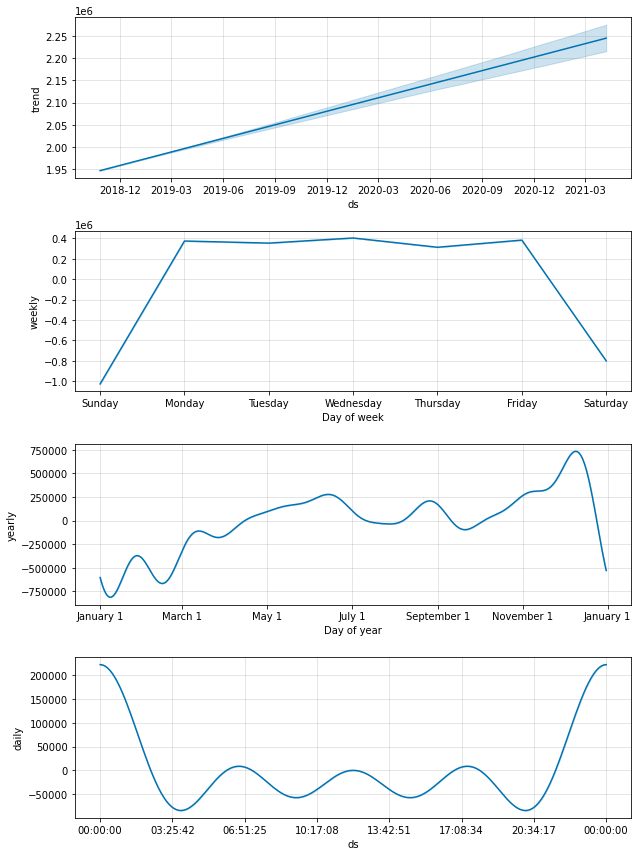 1e6
2.25
2.20
2.15
2.10
2.05
2.00
1.95
trend
2018-12 2019-03 2019-06 2019-09 2019-12 2020-03 2020-06 2020-09 2020-12 2021-03
ds
1e6
0.4
0.2
0.0
−0.2
−0.4
−0.6
−0.8
−1.0
weekly
Sunday Monday Tuesday Wednesday Thursday Friday Saturday
Day of week
750000
500000
250000
0
−250000
−500000
−750000
yearly
January 1 March 1 May 1 July 1 September 1 November 1 January 1
Day of year
200000
150000
100000
50000
0
−50000
daily
00:00:00 03:25:42 06:51:25 10:17:08 13:42:51 17:08:34 20:34:17 00:00:00
ds